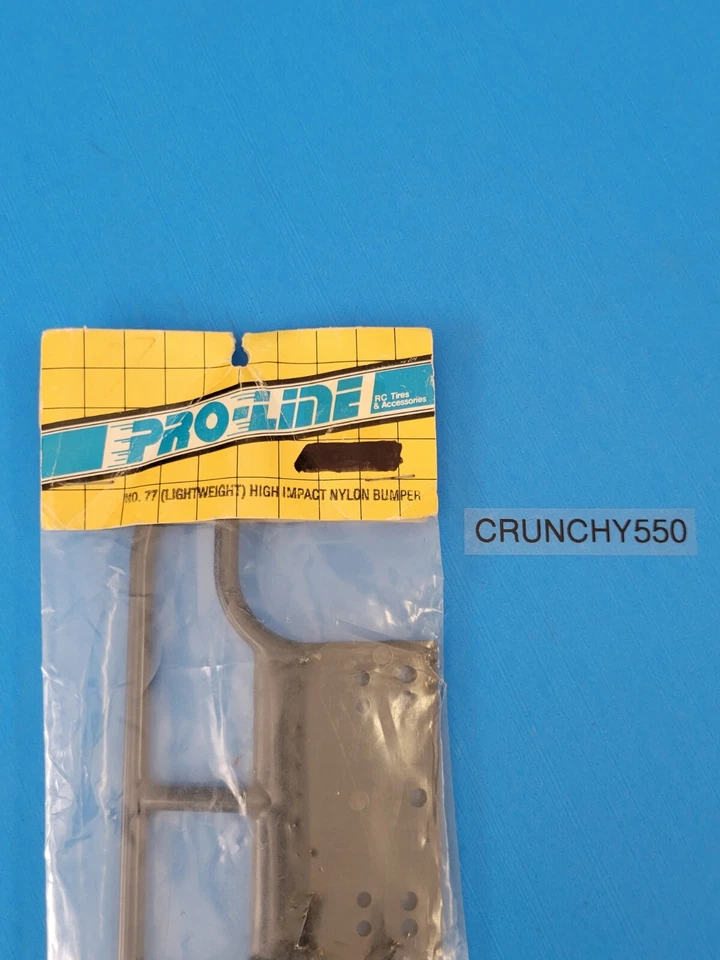 PRO-LINE
RC Tires
& Accessories
NO. 77 (LIGHTWEIGHT) HIGH IMPACT NYLON BUMPER
CRUNCHY550